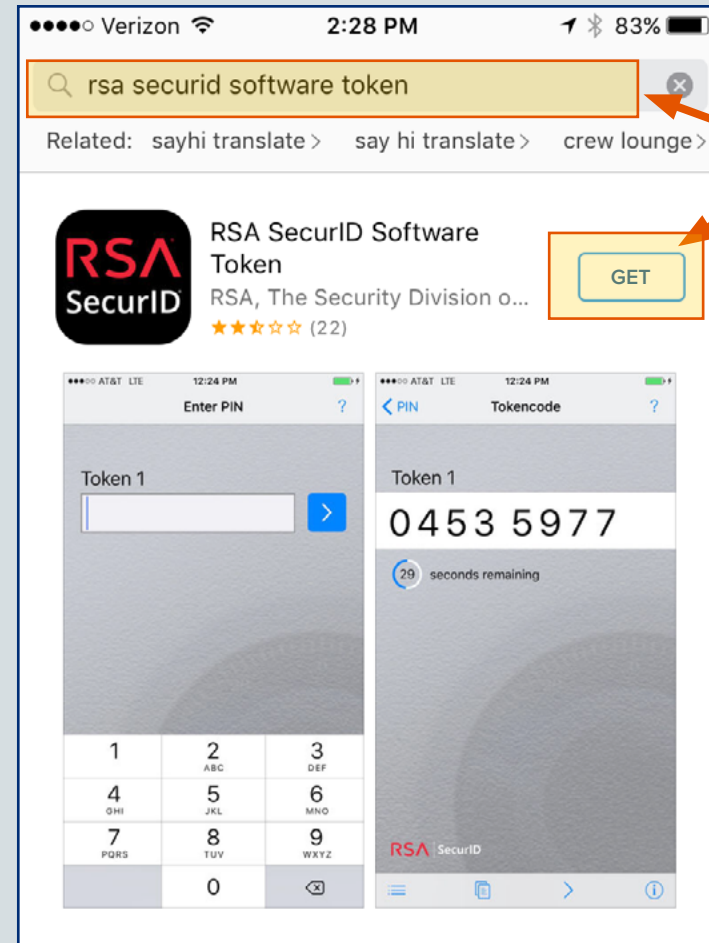 Verizon 2:28 PM 83%
rsa securid software token
Related: sayhi translate > say hi translate > crew lounge >
RSA SecurID
RSA SecurID Software Token
RSA, The Security Division o...
(22)
GET
AT&T LTE 12:24 PM
Enter PIN ?
Token 1
>
1
2 ABC
3 DEF
4 GHI
5 JKL
6 MNO
7 PQRS
8 TUV
9 WXYZ
0
AT&T LTE 12:24 PM
< PIN Tokencode ?
Token 1
0453 5977
29 seconds remaining
RSA SecurID